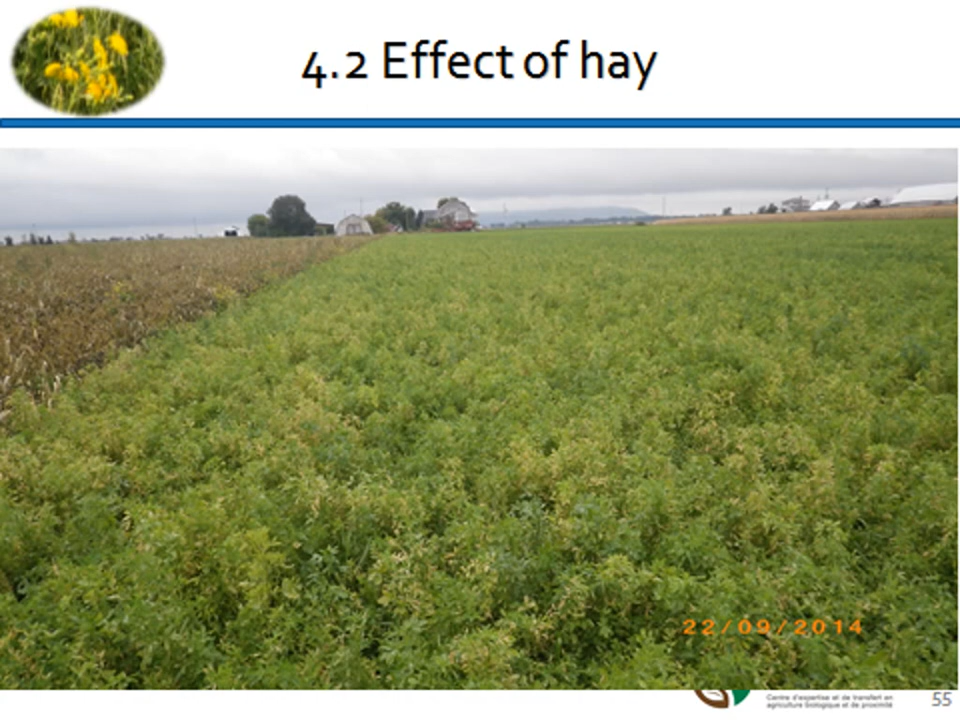 4.2 Effect of hay
22/09/2014
Centre d'expertise et de transfert en
agriculture biologique et de proximité
55